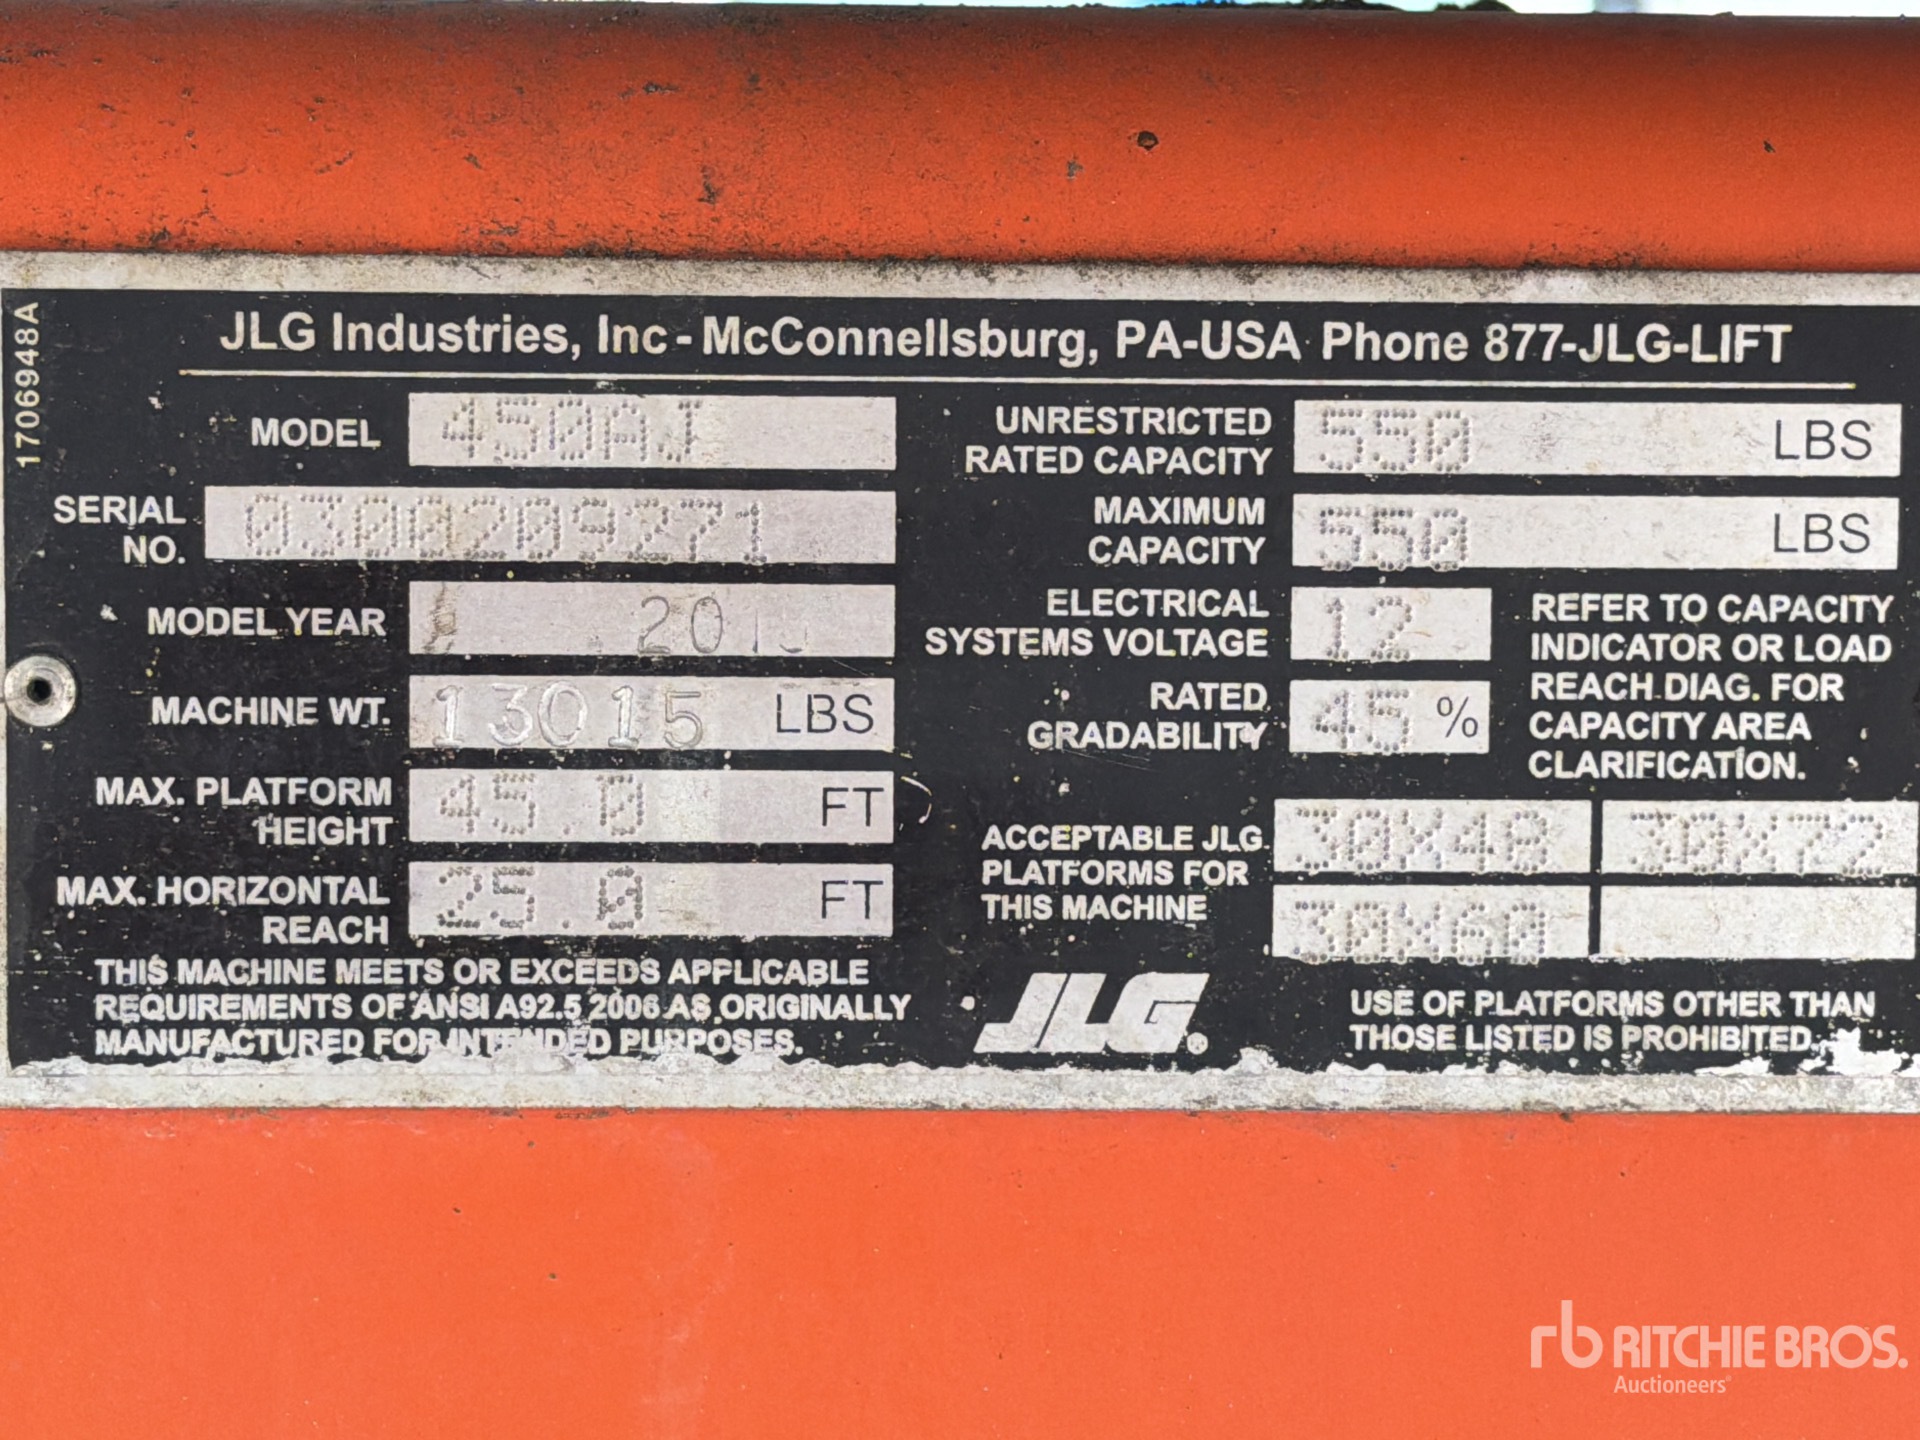 1706948A
JLG Industries, Inc - McConnellsburg, PA-USA Phone 877-JLG-LIFT
MODEL 450AJ
SERIAL NO. 0300209271
MODEL YEAR
MACHINE WT. 13015 LBS
MAX. PLATFORM HEIGHT 45.0 FT
MAX. HORIZONTAL REACH 25.0 FT
THIS MACHINE MEETS OR EXCEEDS APPLICABLE
REQUIREMENTS OF ANSI A92.5 2006 AS ORIGINALLY
MANUFACTURED FOR INTENDED PURPOSES.
UNRESTRICTED RATED CAPACITY 550 LBS
MAXIMUM CAPACITY 550 LBS
ELECTRICAL SYSTEMS VOLTAGE 12
RATED GRADABILITY 45 %
REFER TO CAPACITY
INDICATOR OR LOAD
REACH DIAG. FOR
CAPACITY AREA
CLARIFICATION.
ACCEPTABLE JLG
PLATFORMS FOR
THIS MACHINE
30X48 30X72
30X60
JLG®
USE OF PLATFORMS OTHER THAN
THOSE LISTED IS PROHIBITED.
rb RITCHIE BROS.
Auctioneers